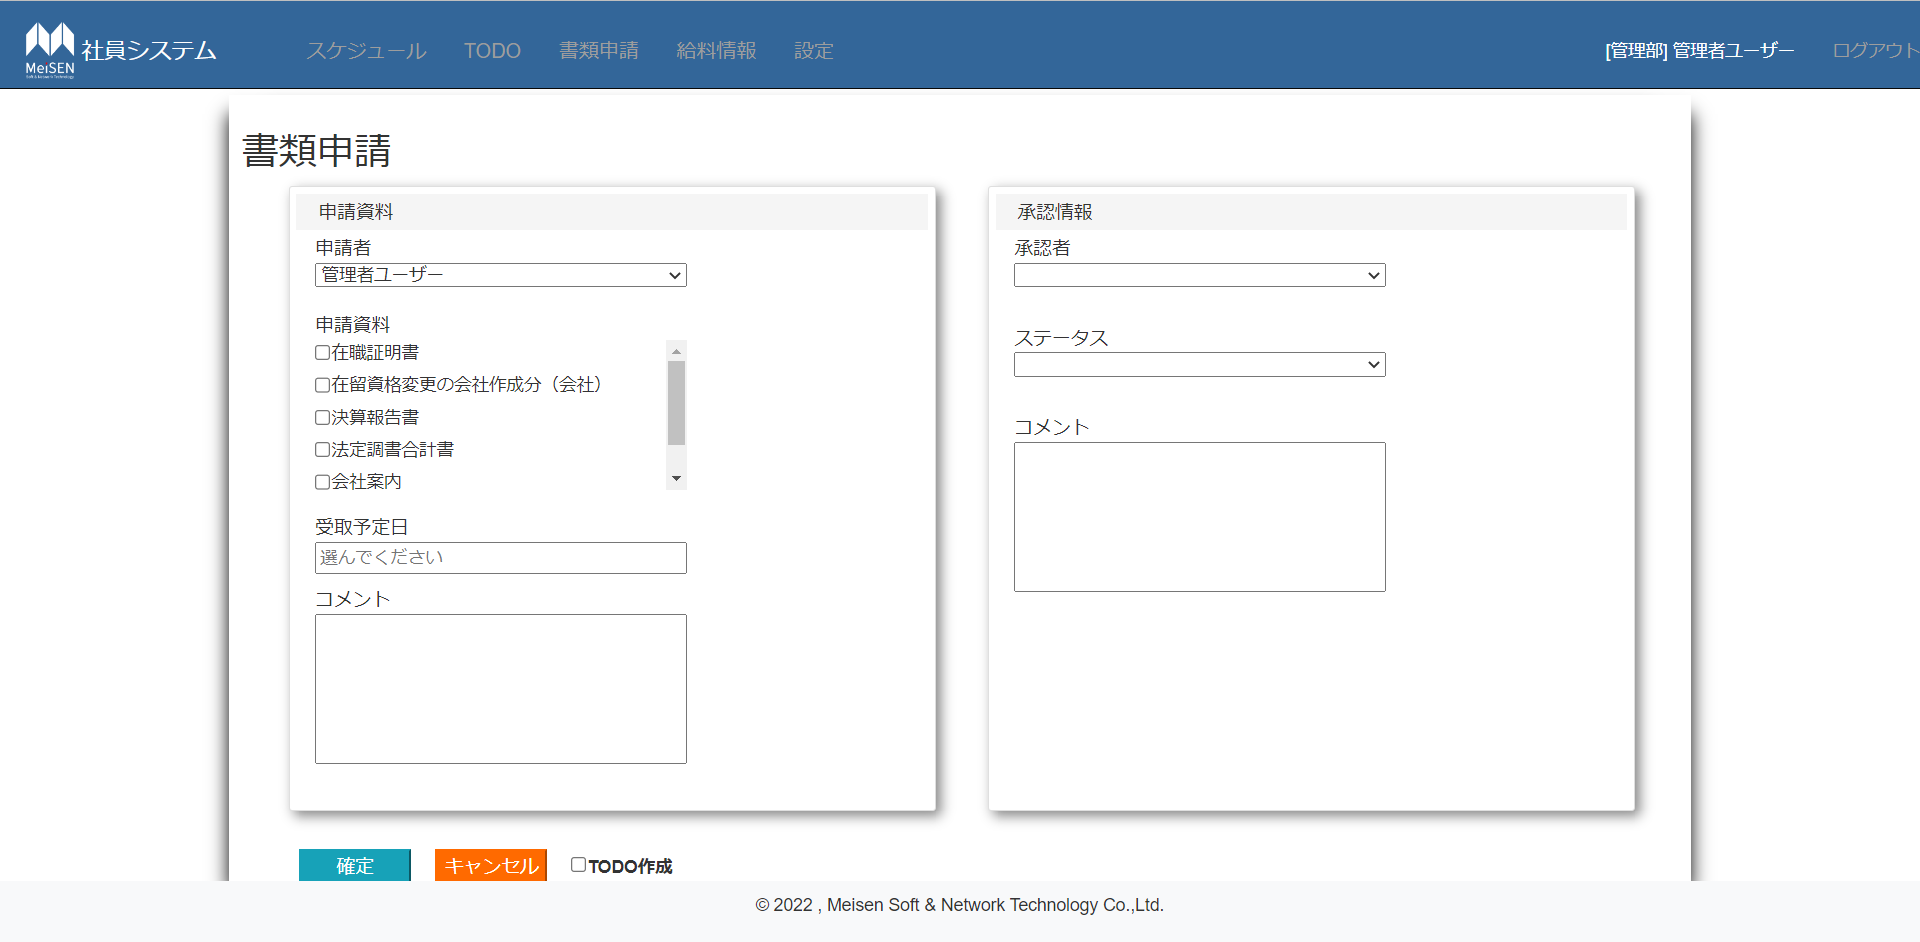 MeiSEN
社員システム
スケジュール
TODO
書類申請
給料情報
設定
[管理部] 管理者ユーザー
ログアウト
書類申請
申請資料
申請者
管理者ユーザー
申請資料
在職証明書
在留資格変更の会社作成分（会社）
決算報告書
法定調書合計書
会社案内
受取予定日
選んでください
コメント
承認情報
承認者
ステータス
コメント
確定
キャンセル
TODO作成
© 2022 , Meisen Soft & Network Technology Co.,Ltd.